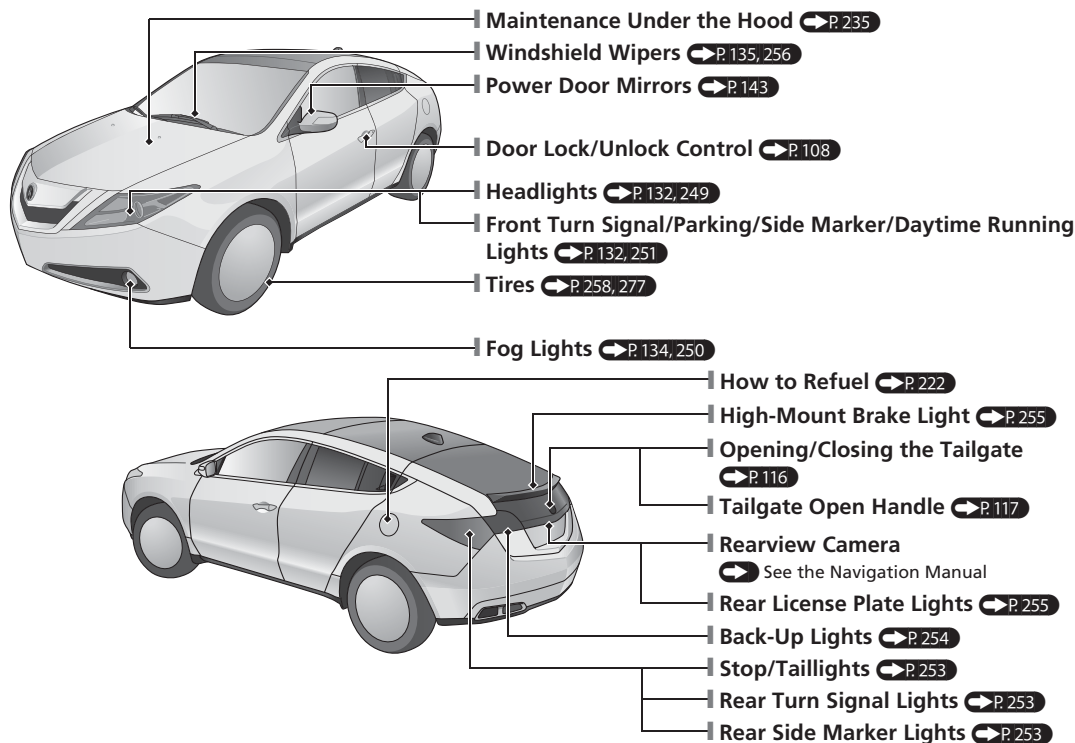 Maintenance Under the Hood P. 235
Windshield Wipers P. 135, 256
Power Door Mirrors P. 143
Door Lock/Unlock Control P. 108
Headlights P. 132, 249
Front Turn Signal/Parking/Side Marker/Daytime Running
Lights P. 132, 251
Tires P. 258, 277
Fog Lights P. 134, 250
How to Refuel P. 222
High-Mount Brake Light P. 255
Opening/Closing the Tailgate
P. 116
Tailgate Open Handle P. 117
Rearview Camera
See the Navigation Manual
Rear License Plate Lights P. 255
Back-Up Lights P. 254
Stop/Taillights P. 253
Rear Turn Signal Lights P. 253
Rear Side Marker Lights P. 253